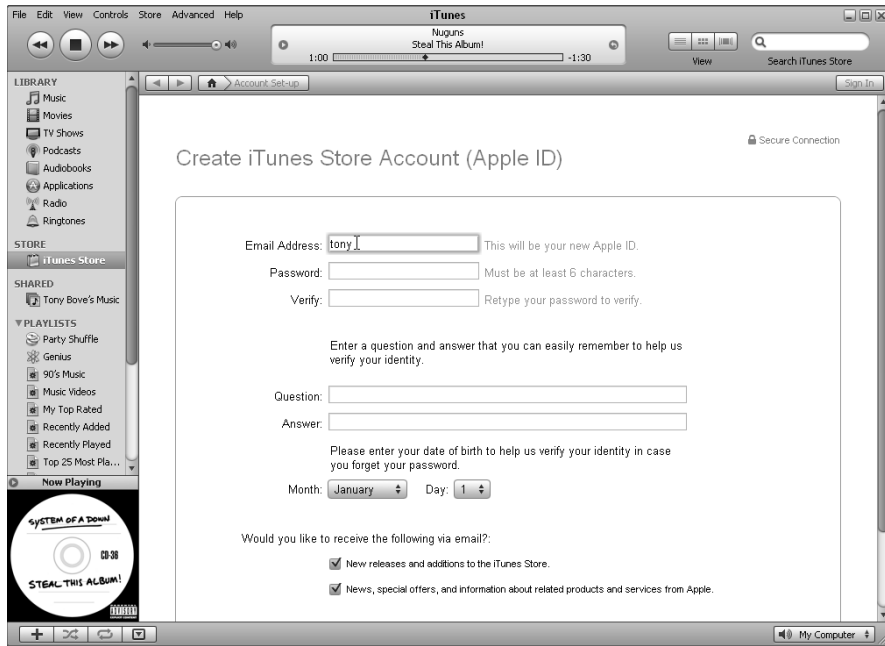 File Edit View Controls Store Advanced Help
iTunes
Nuguns
Steal This Album!
1:00
-1:30
View
Search iTunes Store
LIBRARY
Music
Movies
TV Shows
Podcasts
Audiobooks
Applications
Radio
Ringtones
STORE
iTunes Store
SHARED
Tony Bove's Music
PLAYLISTS
Party Shuffle
Genius
90's Music
Music Videos
My Top Rated
Recently Added
Recently Played
Top 25 Most Pla...
Now Playing
SYSTEM OF A DOWN
CD-38
STEAL THIS ALBUM!
Account Set-up
Sign In
Secure Connection
Create iTunes Store Account (Apple ID)
Email Address: tony This will be your new Apple ID.
Password: Must be at least 6 characters.
Verify: Retype your password to verify.
Enter a question and answer that you can easily remember to help us
verify your identity.
Question:
Answer:
Please enter your date of birth to help us verify your identity in case
you forget your password.
Month: January Day: 1
Would you like to receive the following via email?:
New releases and additions to the iTunes Store.
News, special offers, and information about related products and services from Apple.
My Computer